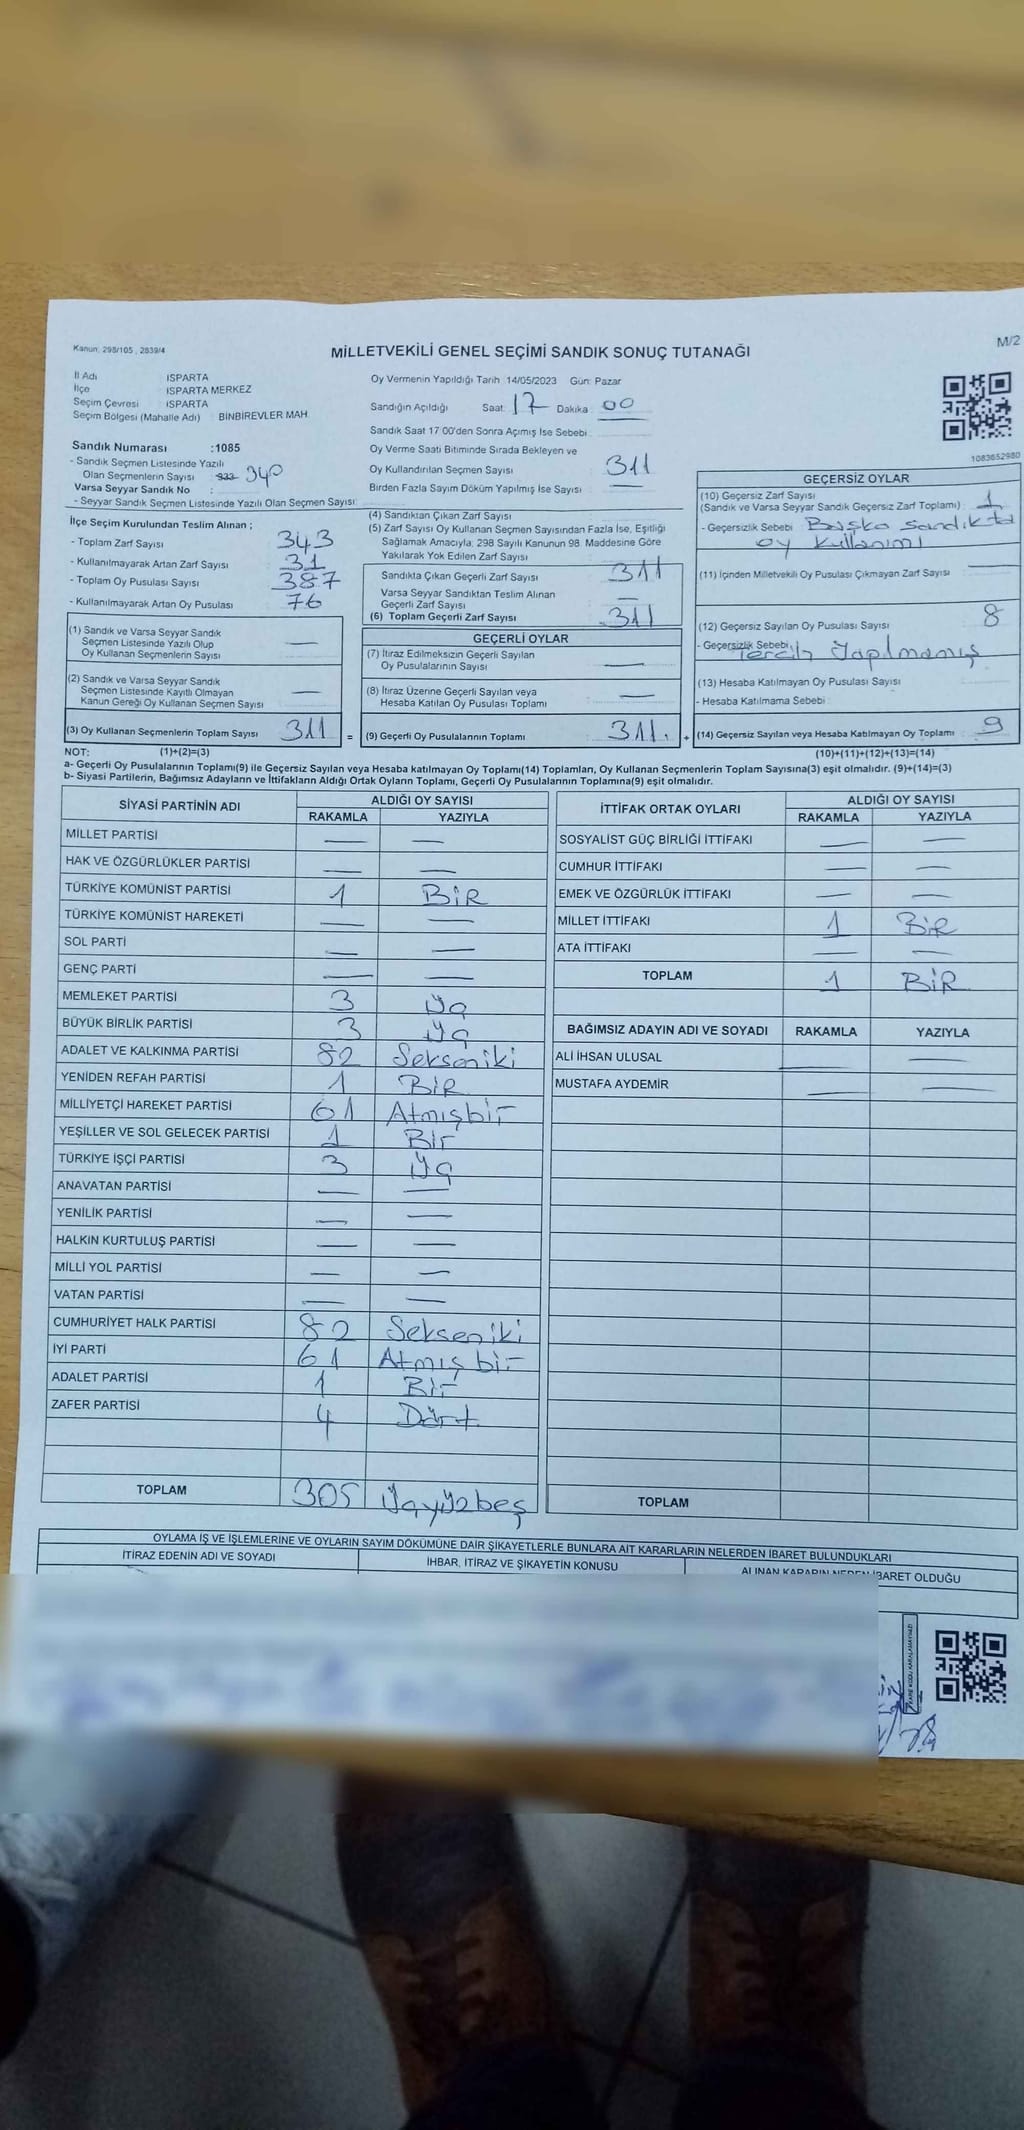 Kanun: 298/105 , 2839/4
MİLLETVEKİLİ GENEL SEÇİMİ SANDIK SONUÇ TUTANAĞI
M/2
İl Adı ISPARTA
İlçe ISPARTA MERKEZ
Seçim Çevresi ISPARTA
Seçim Bölgesi (Mahalle Adı) : BİNBİREVLER MAH.
Sandık Numarası :1085
- Sandık Seçmen Listesinde Yazılı
Olan Seçmenlerin Sayısı : 333 340
Varsa Seyyar Sandık No :
- Seyyar Sandık Seçmen Listesinde Yazılı Olan Seçmen Sayısı:
İlçe Seçim Kurulundan Teslim Alınan ;
- Toplam Zarf Sayısı 343
- Kullanılmayarak Artan Zarf Sayısı : 31
- Toplam Oy Pusulası Sayısı 387
- Kullanılmayarak Artan Oy Pusulası : 76
(1) Sandık ve Varsa Seyyar Sandık
Seçmen Listesinde Yazılı Olup
Oy Kullanan Seçmenlerin Sayısı —
(2) Sandık ve Varsa Seyyar Sandık
Seçmen Listesinde Kayıtlı Olmayan
Kanun Gereği Oy Kullanan Seçmen Sayısı —
(3) Oy Kullanan Seçmenlerin Toplam Sayısı 311 =
Oy Vermenin Yapıldığı Tarih :14/05/2023 Gün: Pazar
Sandığın Açıldığı Saat: 17 Dakika : 00
Sandık Saat 17:00'den Sonra Açılmış İse Sebebi :
Oy Verme Saati Bitiminde Sırada Bekleyen ve
Oy Kullandırılan Seçmen Sayısı : 311
Birden Fazla Sayım Döküm Yapılmış İse Sayısı : —
(4) Sandıktan Çıkan Zarf Sayısı
(5) Zarf Sayısı Oy Kullanan Seçmen Sayısından Fazla İse, Eşitliği
Sağlamak Amacıyla; 298 Sayılı Kanunun 98. Maddesine Göre
Yakılarak Yok Edilen Zarf Sayısı
Sandıkta Çıkan Geçerli Zarf Sayısı : 311
Varsa Seyyar Sandıktan Teslim Alınan
Geçerli Zarf Sayısı —
(6) Toplam Geçerli Zarf Sayısı : 311
GEÇERLİ OYLAR
(7) İtiraz Edilmeksizin Geçerli Sayılan
Oy Pusulalarının Sayısı —
(8) İtiraz Üzerine Geçerli Sayılan veya
Hesaba Katılan Oy Pusulası Toplamı —
(9) Geçerli Oy Pusulalarının Toplamı 311. +
1083652980
GEÇERSİZ OYLAR
(10) Geçersiz Zarf Sayısı
(Sandık ve Varsa Seyyar Sandık Geçersiz Zarf Toplamı) : 1
- Geçersizlik Sebebi : Başka sandıkta
oy kullanımı
(11) İçinden Milletvekili Oy Pusulası Çıkmayan Zarf Sayısı : —
(12) Geçersiz Sayılan Oy Pusulası Sayısı : 8
- Geçersizlik Sebebi : Tercih Yapılmamış
(13) Hesaba Katılmayan Oy Pusulası Sayısı :
- Hesaba Katılmama Sebebi :
(14) Geçersiz Sayılan veya Hesaba Katılmayan Oy Toplamı : 9
NOT: (1)+(2)=(3) (10)+(11)+(12)+(13)=(14)
a- Geçerli Oy Pusulalarının Toplamı(9) ile Geçersiz Sayılan veya Hesaba katılmayan Oy Toplamı(14) Toplamları, Oy Kullanan Seçmenlerin Toplam Sayısına(3) eşit olmalıdır. (9)+(14)=(3)
b- Siyasi Partilerin, Bağımsız Adayların ve İttifakların Aldığı Ortak Oyların Toplamı, Geçerli Oy Pusulalarının Toplamına(9) eşit olmalıdır.
SİYASİ PARTİNİN ADI ALDIĞI OY SAYISI
RAKAMLA YAZIYLA
MİLLET PARTİSİ — —
HAK VE ÖZGÜRLÜKLER PARTİSİ — —
TÜRKİYE KOMÜNİST PARTİSİ 1 BİR
TÜRKİYE KOMÜNİST HAREKETİ — —
SOL PARTİ — —
GENÇ PARTİ — —
MEMLEKET PARTİSİ 3 Üç
BÜYÜK BİRLİK PARTİSİ 3 Üç
ADALET VE KALKINMA PARTİSİ 82 Sekseniki
YENİDEN REFAH PARTİSİ 1 BİR
MİLLİYETÇİ HAREKET PARTİSİ 61 Atmışbir
YEŞİLLER VE SOL GELECEK PARTİSİ 1 Bir
TÜRKİYE İŞÇİ PARTİSİ 3 Üç
ANAVATAN PARTİSİ — —
YENİLİK PARTİSİ — —
HALKIN KURTULUŞ PARTİSİ — —
MİLLİ YOL PARTİSİ — —
VATAN PARTİSİ — —
CUMHURİYET HALK PARTİSİ 82 Sekseniki
İYİ PARTİ 61 Atmış bir
ADALET PARTİSİ 1 Bir
ZAFER PARTİSİ 4 Dört
TOPLAM 305 Üçyüzbeş
İTTİFAK ORTAK OYLARI ALDIĞI OY SAYISI
RAKAMLA YAZIYLA
SOSYALİST GÜÇ BİRLİĞİ İTTİFAKI — —
CUMHUR İTTİFAKI — —
EMEK VE ÖZGÜRLÜK İTTİFAKI — —
MİLLET İTTİFAKI 1 BİR
ATA İTTİFAKI — —
TOPLAM 1 BİR
BAĞIMSIZ ADAYIN ADI VE SOYADI RAKAMLA YAZIYLA
ALİ İHSAN ULUSAL — —
MUSTAFA AYDEMİR — —
TOPLAM
OYLAMA İŞ VE İŞLEMLERİNE VE OYLARIN SAYIM DÖKÜMÜNE DAİR ŞİKAYETLERLE BUNLARA AİT KARARLARIN NELERDEN İBARET BULUNDUKLARI
İTİRAZ EDENİN ADI VE SOYADI İHBAR, İTİRAZ VE ŞİKAYETİN KONUSU ALINAN KARARIN NEDEN İBARET OLDUĞU